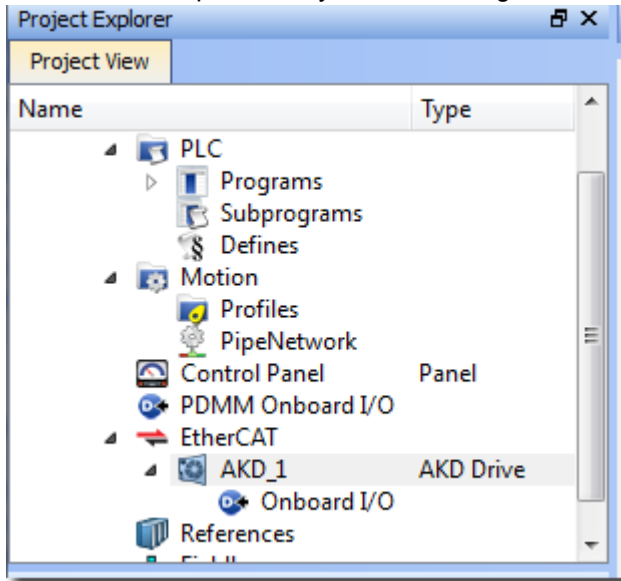 Project Explorer
Project View
Name Type
PLC
Programs
Subprograms
Defines
Motion
Profiles
PipeNetwork
Control Panel Panel
PDMM Onboard I/O
EtherCAT
AKD_1 AKD Drive
Onboard I/O
References